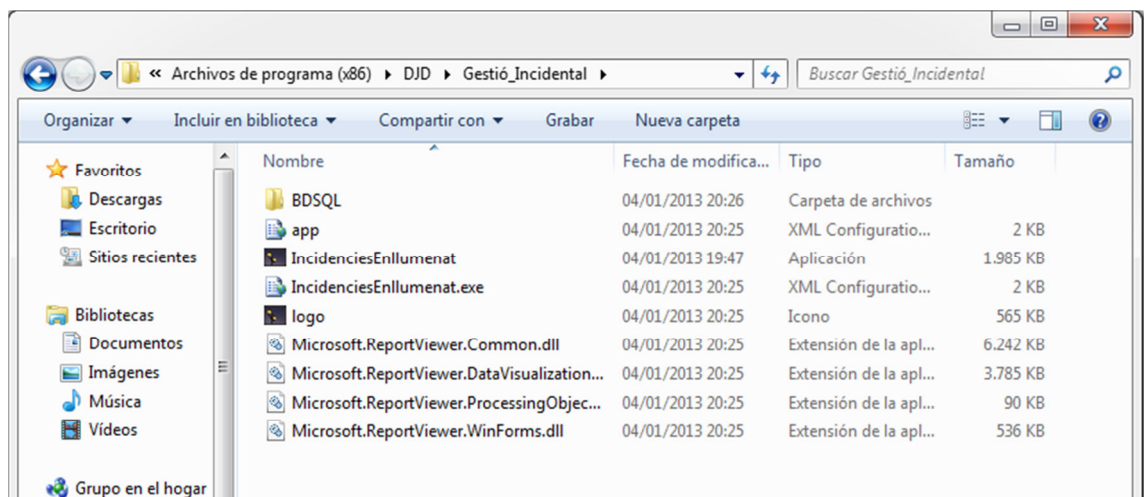 « Archivos de programa (x86) ▸ DJD ▸ Gestió_Incidental ▸ Buscar Gestió_Incidental
Organizar Incluir en biblioteca Compartir con Grabar Nueva carpeta
Nombre Fecha de modifica... Tipo Tamaño
Favoritos
Descargas
Escritorio
Sitios recientes
Bibliotecas
Documentos
Imágenes
Música
Vídeos
Grupo en el hogar
BDSQL 04/01/2013 20:26 Carpeta de archivos
app 04/01/2013 20:25 XML Configuratio... 2 KB
IncidenciesEnllumenat 04/01/2013 19:47 Aplicación 1.985 KB
IncidenciesEnllumenat.exe 04/01/2013 20:25 XML Configuratio... 2 KB
logo 04/01/2013 20:25 Icono 565 KB
Microsoft.ReportViewer.Common.dll 04/01/2013 20:25 Extensión de la apl... 6.242 KB
Microsoft.ReportViewer.DataVisualization... 04/01/2013 20:25 Extensión de la apl... 3.785 KB
Microsoft.ReportViewer.ProcessingObjec... 04/01/2013 20:25 Extensión de la apl... 90 KB
Microsoft.ReportViewer.WinForms.dll 04/01/2013 20:25 Extensión de la apl... 536 KB